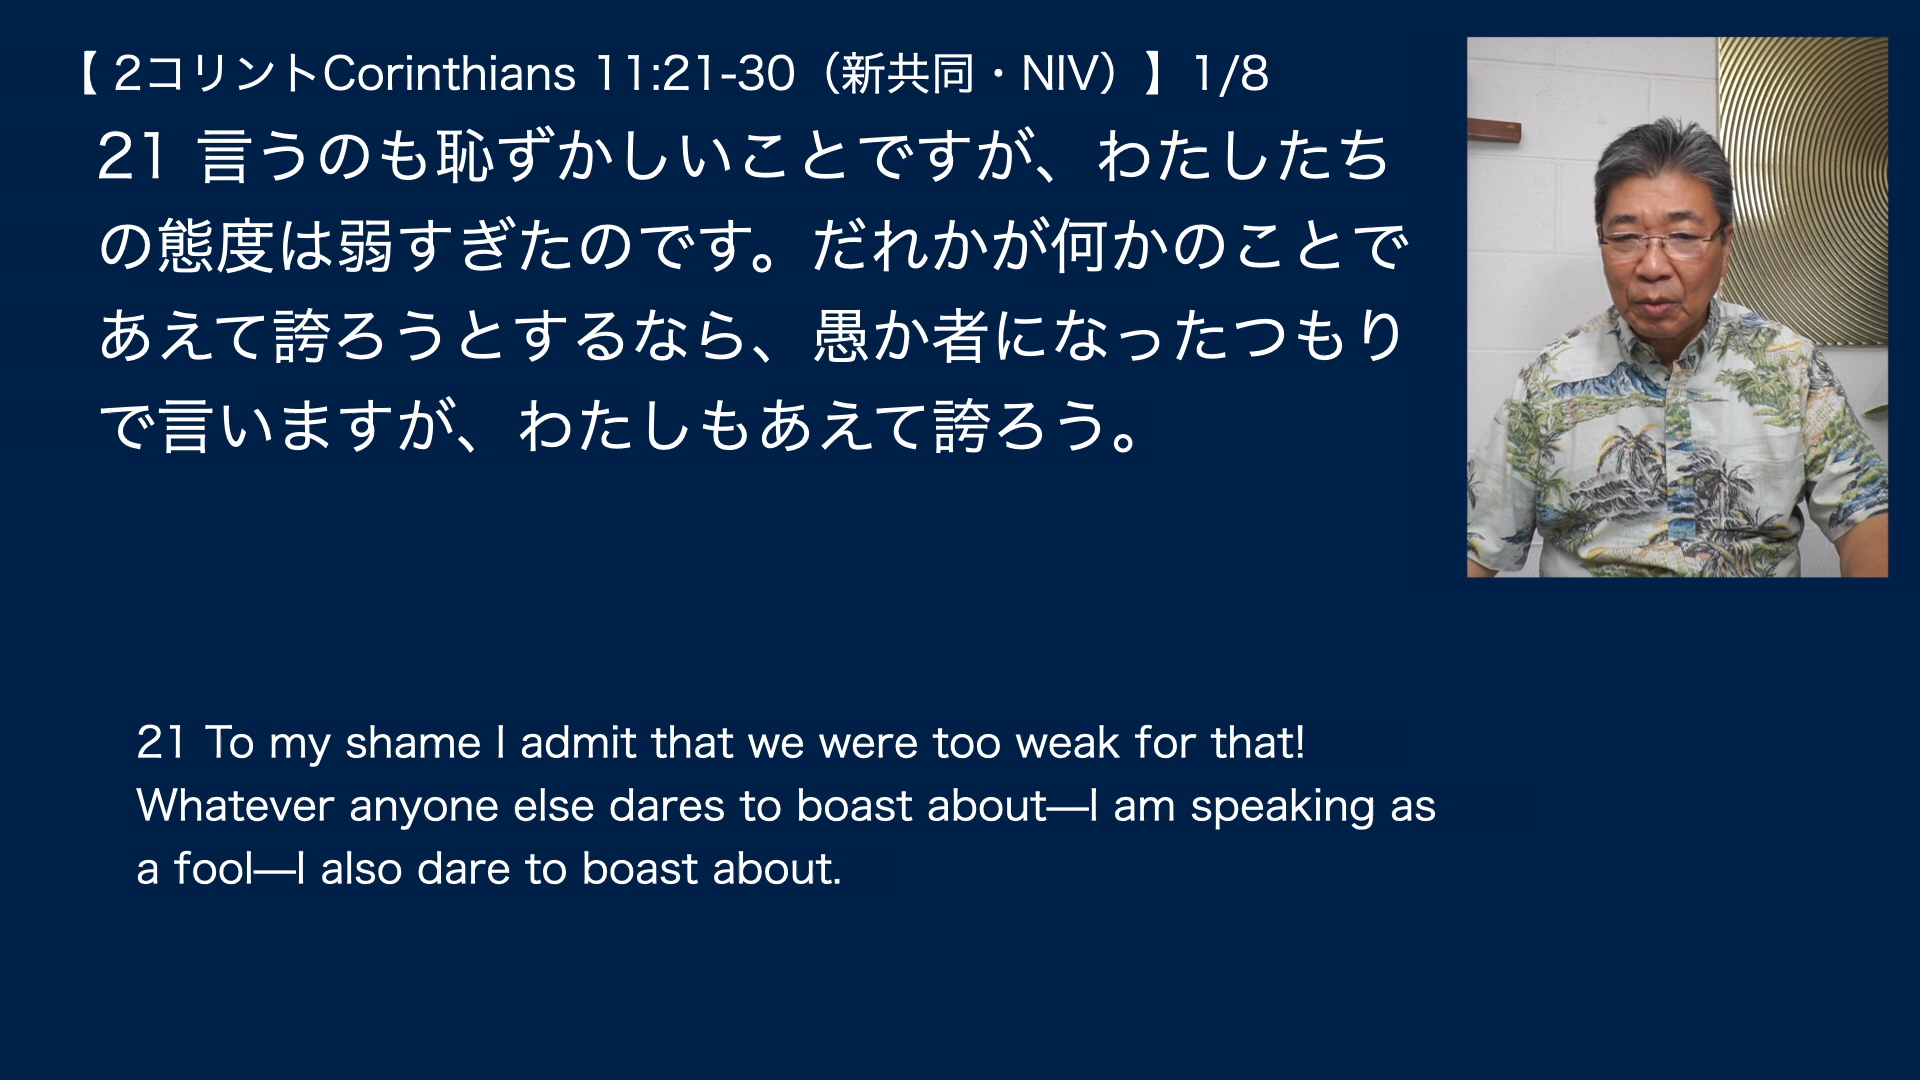 【 2コリントCorinthians 11:21-30（新共同・NIV）】1/8
21 言うのも恥ずかしいことですが、わたしたち
の態度は弱すぎたのです。だれかが何かのことで
あえて誇ろうとするなら、愚か者になったつもり
で言いますが、わたしもあえて誇ろう。
21 To my shame I admit that we were too weak for that!
Whatever anyone else dares to boast about—I am speaking as
a fool—I also dare to boast about.